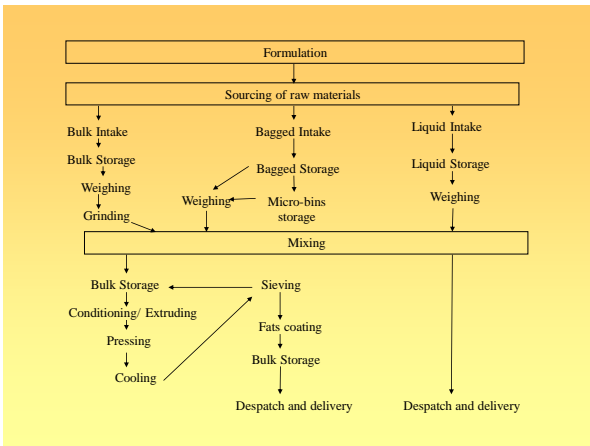 Formulation
Sourcing of raw materials
Bulk Intake
Bagged Intake
Liquid Intake
Bulk Storage
Bagged Storage
Liquid Storage
Weighing
Weighing
Micro-bins
storage
Weighing
Grinding
Mixing
Bulk Storage
Sieving
Conditioning/ Extruding
Fats coating
Pressing
Bulk Storage
Cooling
Despatch and delivery
Despatch and delivery